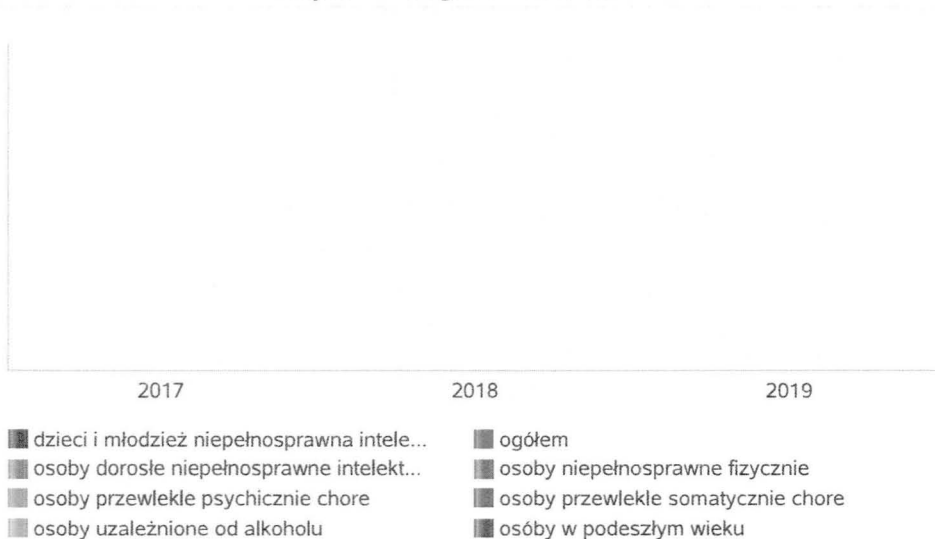 2017 2018 2019
dzieci i młodzież niepełnosprawna intele... ogółem
osoby dorosłe niepełnosprawne intelekt... osoby niepełnosprawne fizycznie
osoby przewlekle psychicznie chore osoby przewlekle somatycznie chore
osoby uzależnione od alkoholu osóby w podeszłym wieku